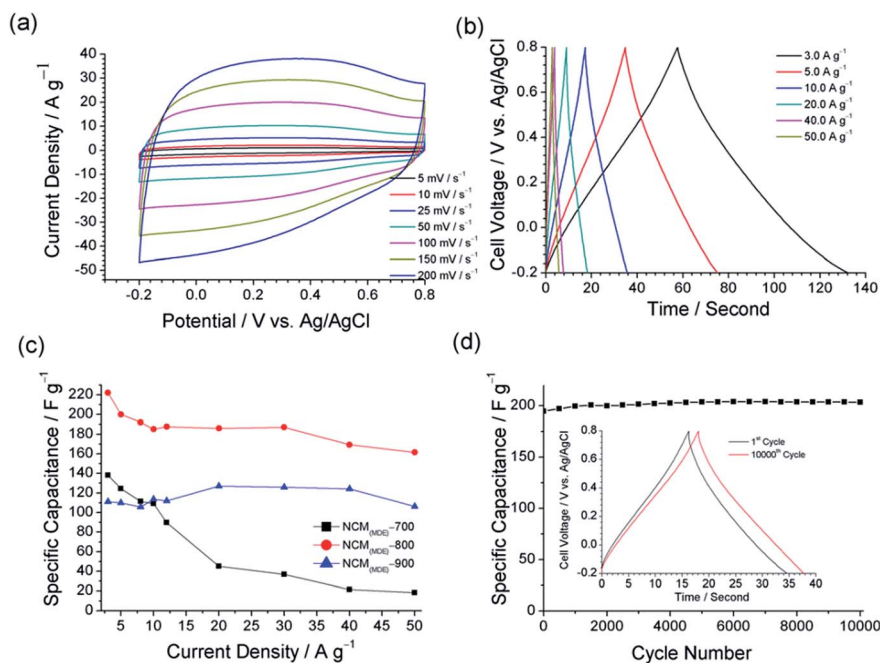 (a)
Current Density / A g⁻¹
40
30
20
10
0
-10
-20
-30
-40
-50
-0.2 0.0 0.2 0.4 0.6 0.8
Potential / V vs. Ag/AgCl
5 mV / s⁻¹
10 mV / s⁻¹
25 mV / s⁻¹
50 mV / s⁻¹
100 mV / s⁻¹
150 mV / s⁻¹
200 mV / s⁻¹
(b)
Cell Voltage / V vs. Ag/AgCl
0.8
0.6
0.4
0.2
0.0
-0.2
0 20 40 60 80 100 120 140
Time / Second
3.0 A g⁻¹
5.0 A g⁻¹
10.0 A g⁻¹
20.0 A g⁻¹
40.0 A g⁻¹
50.0 A g⁻¹
(c)
Specific Capacitance / F g⁻¹
220
200
180
160
140
120
100
80
60
40
20
0
5 10 15 20 25 30 35 40 45 50
Current Density / A g⁻¹
NCM(MDE)−700
NCM(MDE)−800
NCM(MDE)−900
(d)
Specific Capacitance / F g⁻¹
250
200
150
100
50
0
0 2000 4000 6000 8000 10000
Cycle Number
Cell Voltage / V vs. Ag/AgCl
0.8
0.6
0.4
0.2
0.0
-0.2
0 5 10 15 20 25 30 35 40
Time / Second
1st Cycle
10000th Cycle